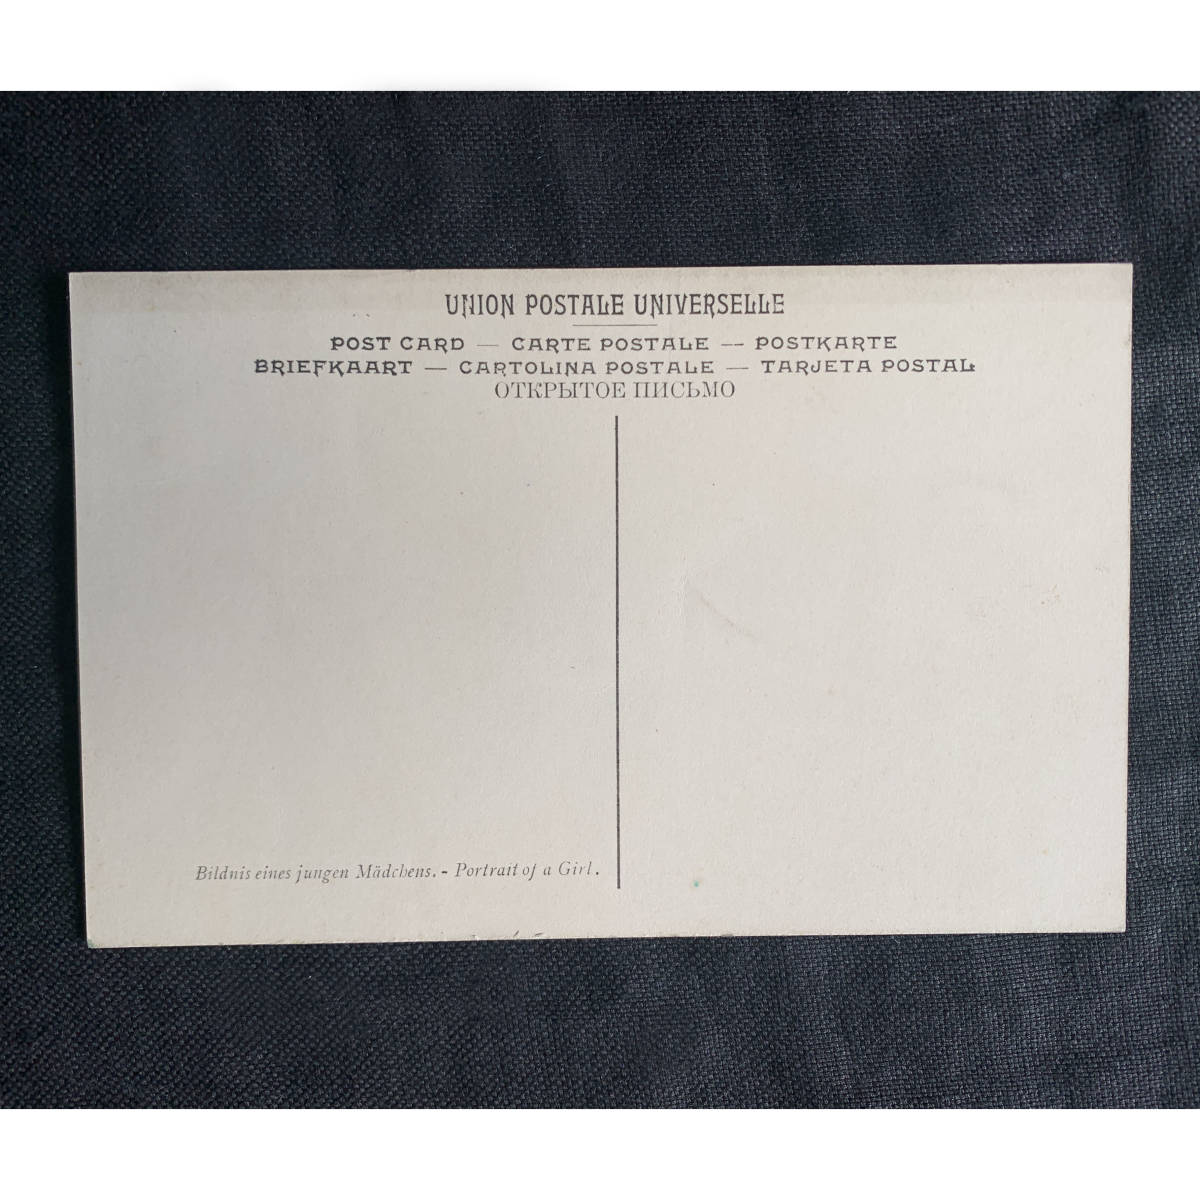 UNION POSTALE UNIVERSELLE
POST CARD — CARTE POSTALE — POSTKARTE
BRIEFKAART — CARTOLINA POSTALE — TARJETA POSTAL
ОТКРЫТОЕ ПИСЬМО
Bildnis eines jungen Mädchens. - Portrait of a Girl.